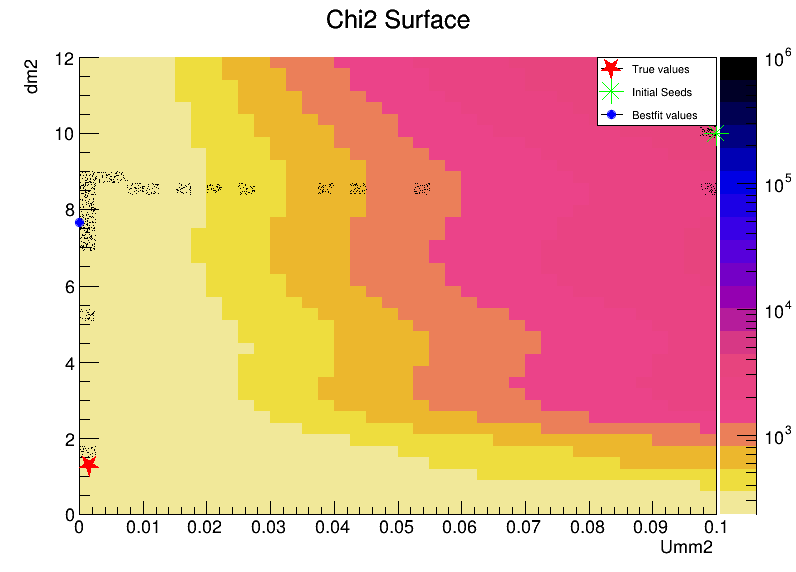 Chi2 Surface
dm2
12
10
8
6
4
2
0
0 0.01 0.02 0.03 0.04 0.05 0.06 0.07 0.08 0.09 0.1
Umm2
True values
Initial Seeds
Bestfit values
10^6
10^5
10^4
10^3